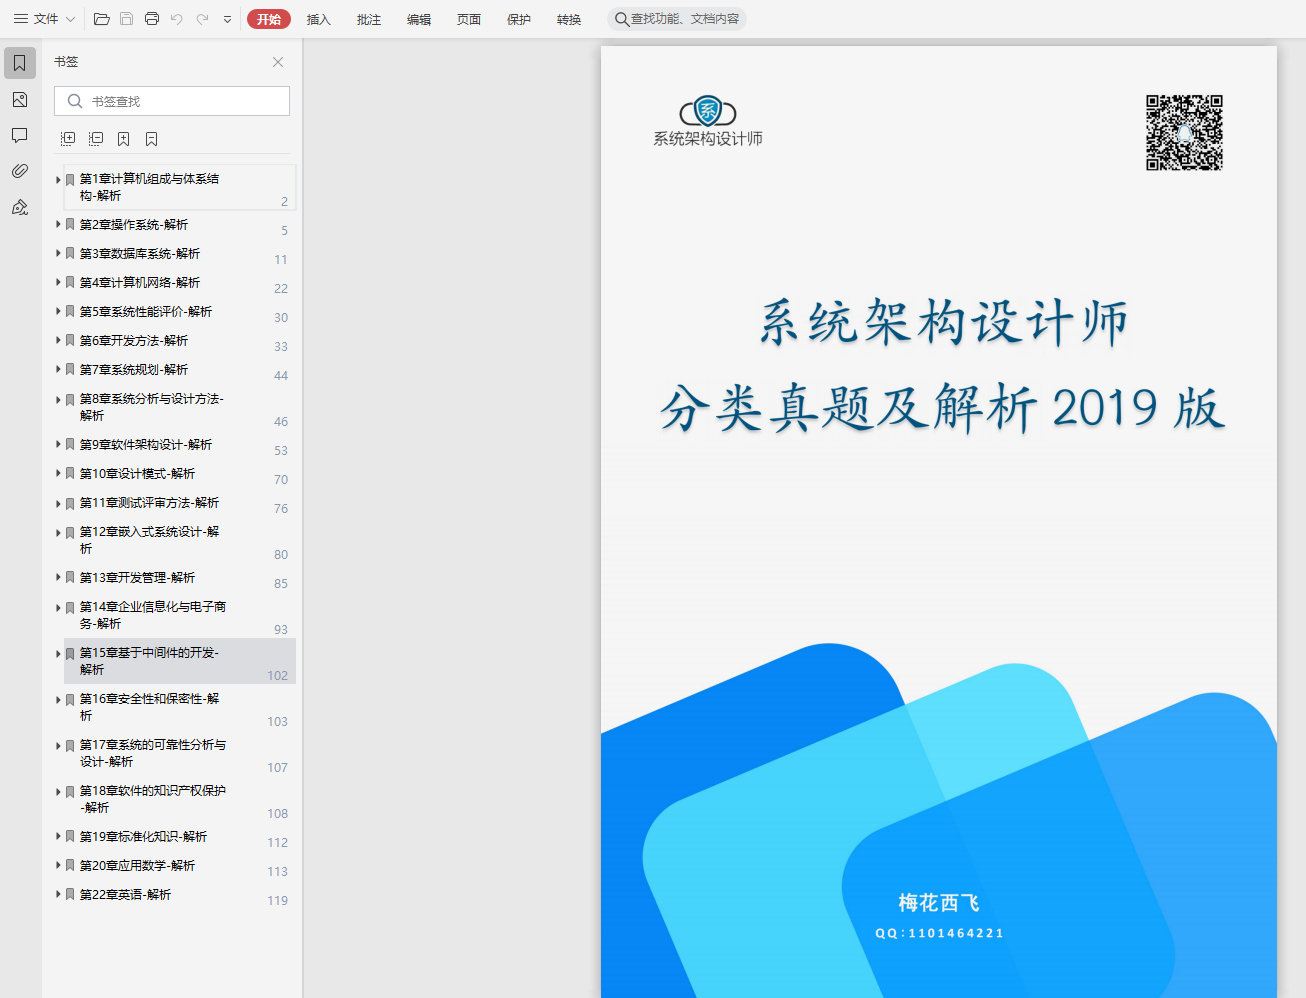 文件
开始
插入
批注
编辑
页面
保护
转换
查找功能、文档内容
书签
书签查找
第1章计算机组成与体系结
构-解析
2
第2章操作系统-解析
5
第3章数据库系统-解析
11
第4章计算机网络-解析
22
第5章系统性能评价-解析
30
第6章开发方法-解析
33
第7章系统规划-解析
44
第8章系统分析与设计方法-
解析
46
第9章软件架构设计-解析
53
第10章设计模式-解析
70
第11章测试评审方法-解析
76
第12章嵌入式系统设计-解
析
80
第13章开发管理-解析
85
第14章企业信息化与电子商
务-解析
93
第15章基于中间件的开发-
解析
102
第16章安全性和保密性-解
析
103
第17章系统的可靠性分析与
设计-解析
107
第18章软件的知识产权保护
-解析
108
第19章标准化知识-解析
112
第20章应用数学-解析
113
第22章英语-解析
119
系
系统架构设计师
系统架构设计师
分类真题及解析 2019 版
梅花西飞
QQ:1101464221